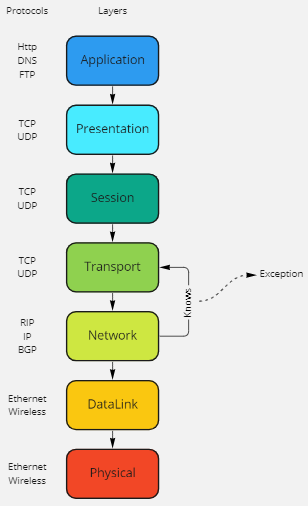 Protocols
Layers
Http
DNS
FTP
Application
TCP
UDP
Presentation
TCP
UDP
Session
TCP
UDP
Transport
Knows
Exception
RIP
IP
BGP
Network
Ethernet
Wireless
DataLink
Ethernet
Wireless
Physical